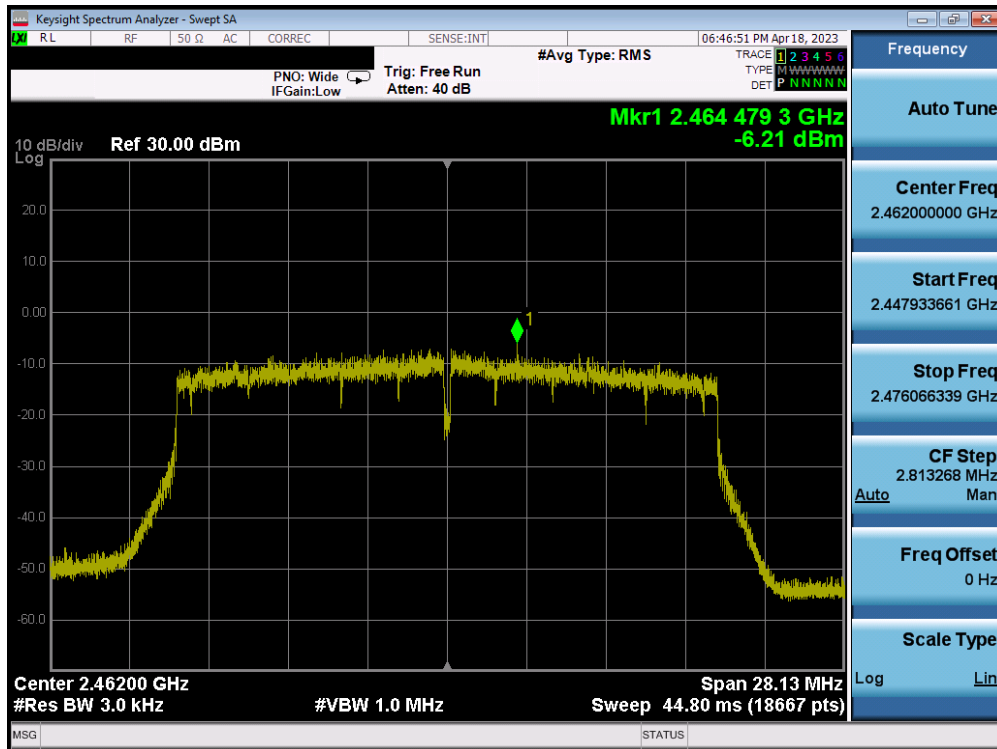 Keysight Spectrum Analyzer - Swept SA
LXI RL RF 50 Ω AC CORREC SENSE:INT 06:46:51 PM Apr 18, 2023
#Avg Type: RMS TRACE 1 2 3 4 5 6
PNO: Wide Trig: Free Run TYPE M WWWWW
IFGain:Low Atten: 40 dB DET P N N N N N
Mkr1 2.464 479 3 GHz
-6.21 dBm
10 dB/div Ref 30.00 dBm
Log
20.0
10.0
0.00
1
-10.0
-20.0
-30.0
-40.0
-50.0
-60.0
Center 2.46200 GHz Span 28.13 MHz
#Res BW 3.0 kHz #VBW 1.0 MHz Sweep 44.80 ms (18667 pts)
MSG STATUS
Frequency
Auto Tune
Center Freq
2.462000000 GHz
Start Freq
2.447933661 GHz
Stop Freq
2.476066339 GHz
CF Step
2.813268 MHz
Auto Man
Freq Offset
0 Hz
Scale Type
Log Lin